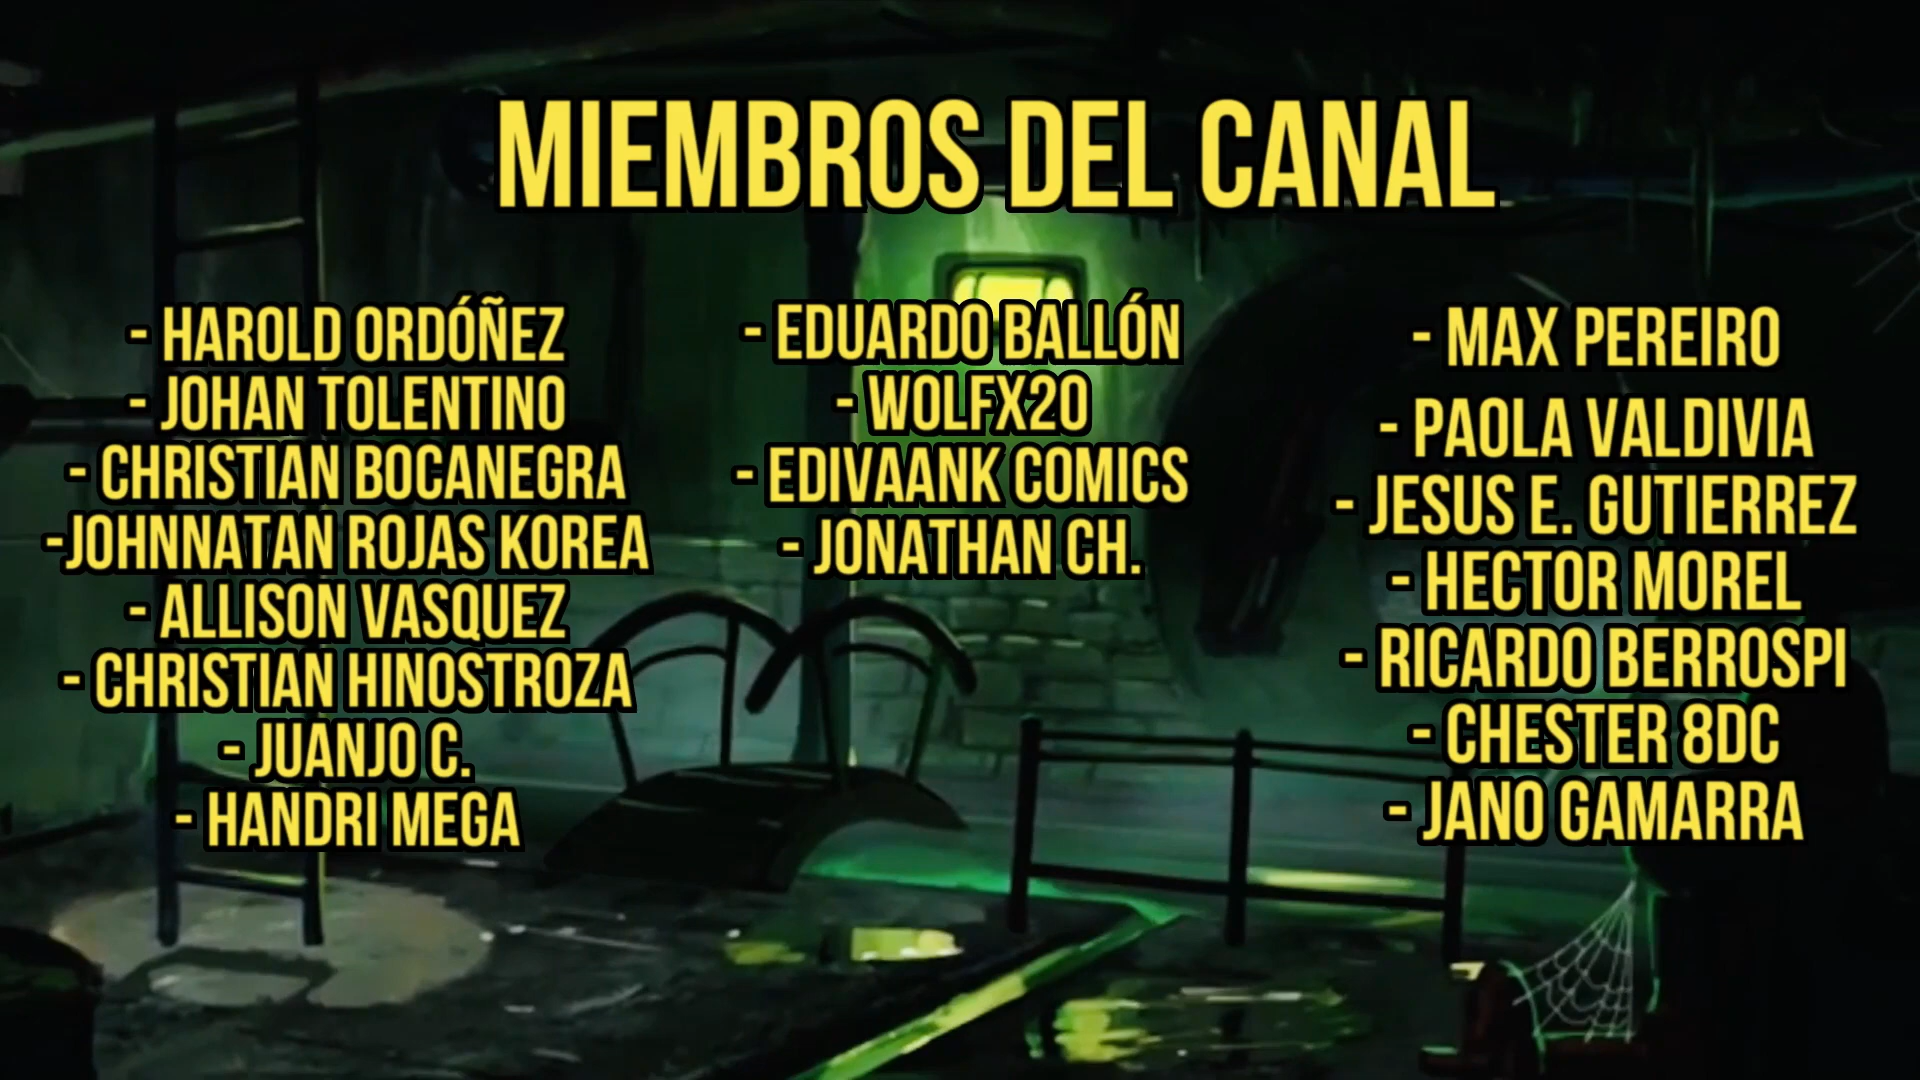 MIEMBROS DEL CANAL
- HAROLD ORDÓÑEZ
- JOHAN TOLENTINO
- CHRISTIAN BOCANEGRA
-JOHNNATAN ROJAS KOREA
- ALLISON VASQUEZ
- CHRISTIAN HINOSTROZA
- JUANJO C.
- HANDRI MEGA
- EDUARDO BALLÓN
- WOLFX20
- EDIVAANK COMICS
- JONATHAN CH.
- MAX PEREIRO
- PAOLA VALDIVIA
- JESUS E. GUTIERREZ
- HECTOR MOREL
- RICARDO BERROSPI
- CHESTER 8DC
- JANO GAMARRA